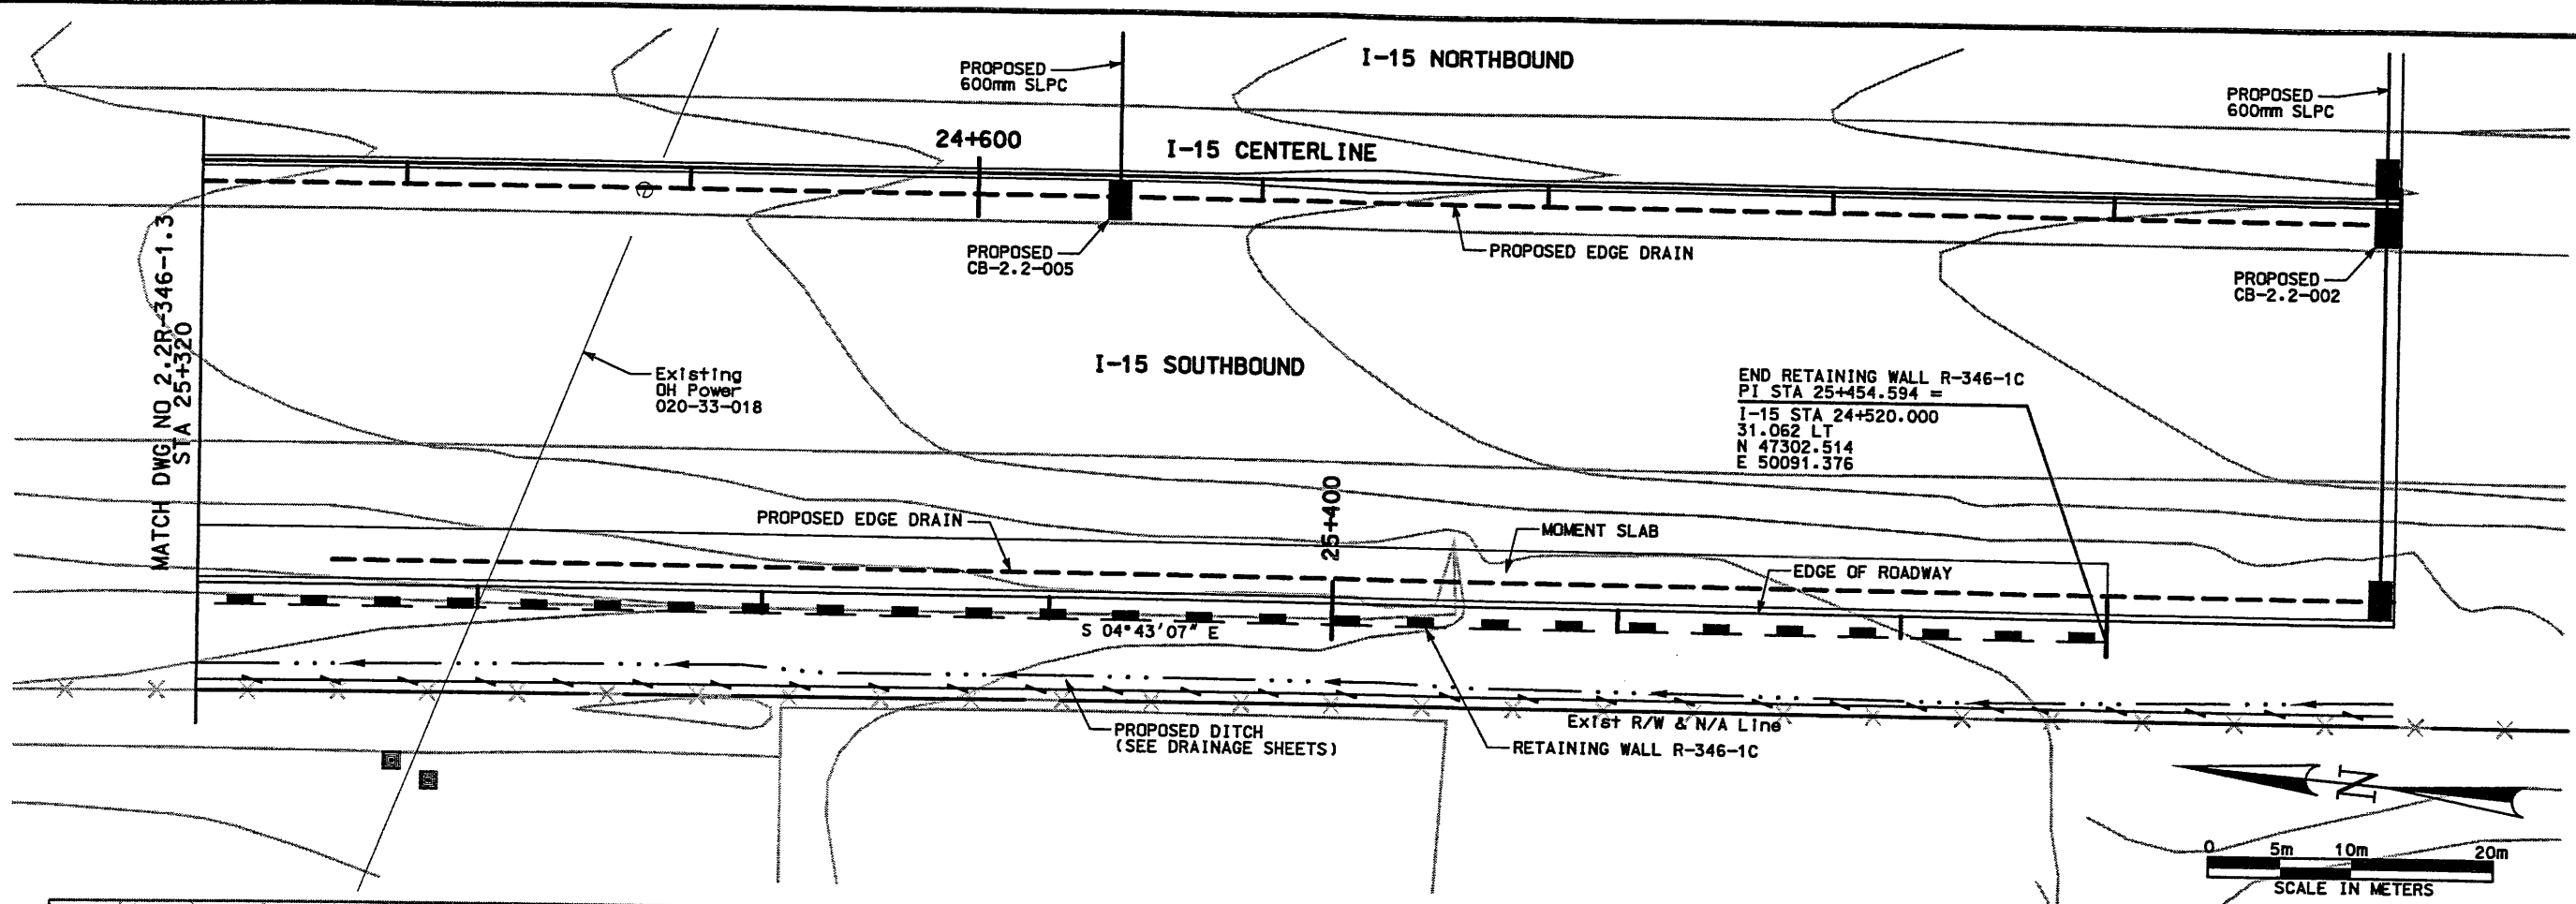 I-15 NORTHBOUND
PROPOSED
600mm SLPC
PROPOSED
600mm SLPC
24+600
I-15 CENTERLINE
PROPOSED
CB-2.2-005
PROPOSED EDGE DRAIN
PROPOSED
CB-2.2-002
MATCH DWG NO 2.2R-346-1.3
STA 25+320
Existing
OH Power
020-33-018
I-15 SOUTHBOUND
END RETAINING WALL R-346-1C
PI STA 25+454.594 =
I-15 STA 24+520.000
31.062 LT
N 47302.514
E 50091.376
PROPOSED EDGE DRAIN
25+400
MOMENT SLAB
EDGE OF ROADWAY
S 04°43'07" E
PROPOSED DITCH
(SEE DRAINAGE SHEETS)
Exist R/W & N/A Line
RETAINING WALL R-346-1C
N
0 5m 10m 20m
SCALE IN METERS